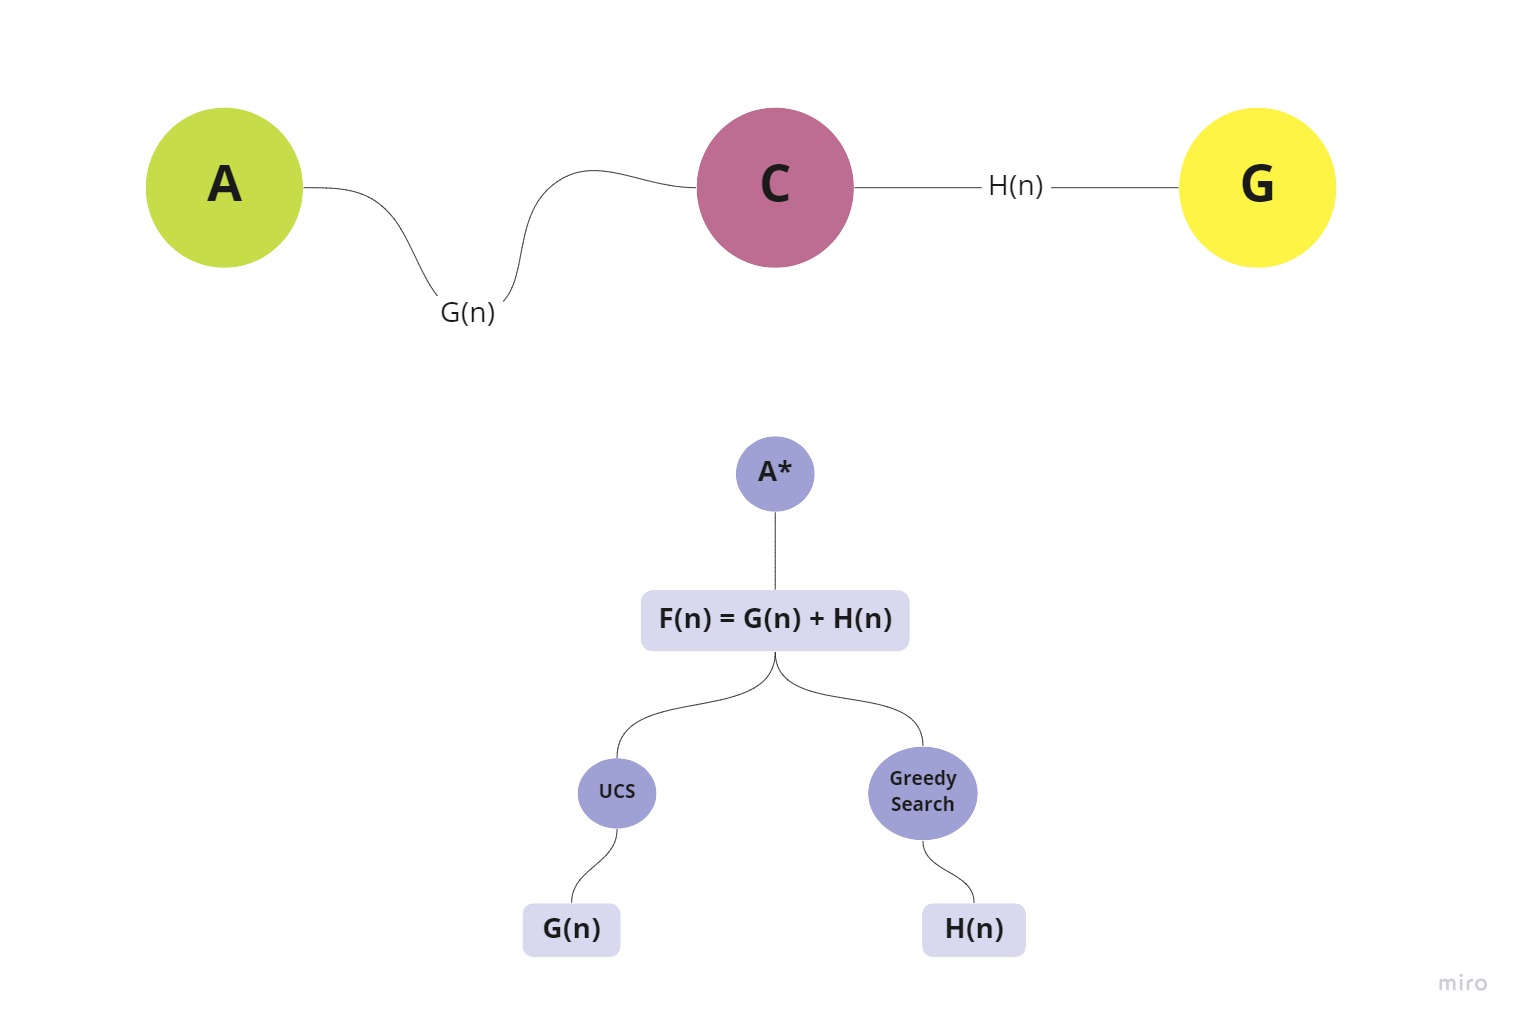 A
C
H(n)
G
G(n)
A*
F(n) = G(n) + H(n)
UCS
Greedy
Search
G(n)
H(n)
miro